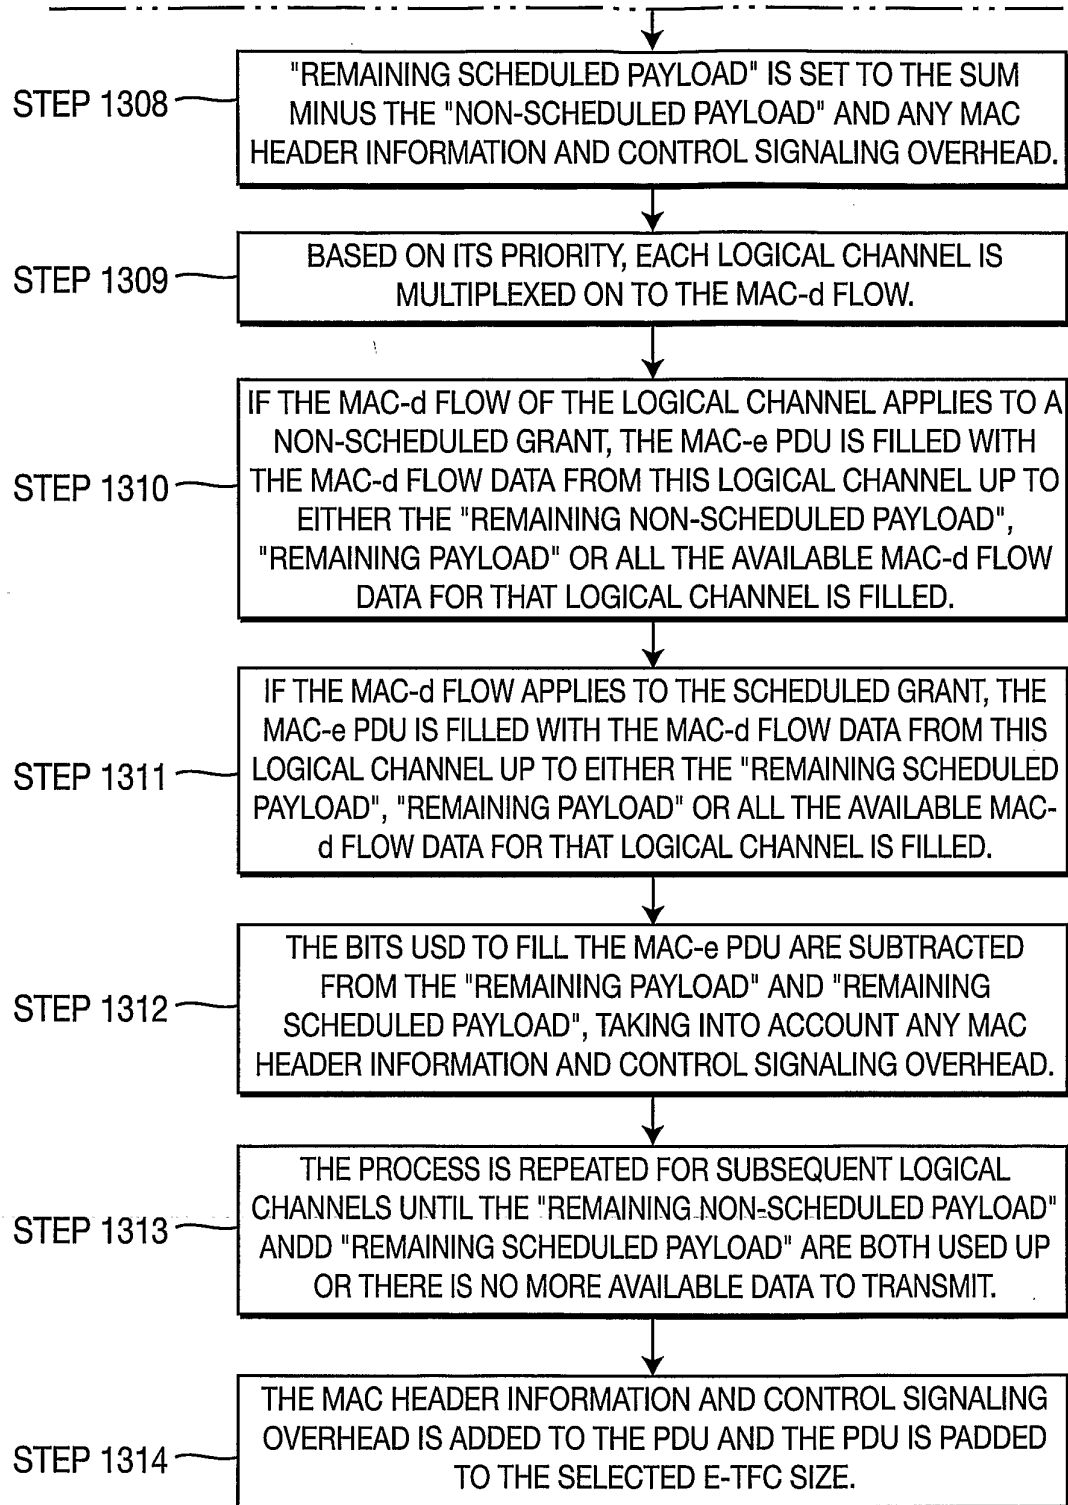 STEP 1308
"REMAINING SCHEDULED PAYLOAD" IS SET TO THE SUM
MINUS THE "NON-SCHEDULED PAYLOAD" AND ANY MAC
HEADER INFORMATION AND CONTROL SIGNALING OVERHEAD.
STEP 1309
BASED ON ITS PRIORITY, EACH LOGICAL CHANNEL IS
MULTIPLEXED ON TO THE MAC-d FLOW.
STEP 1310
IF THE MAC-d FLOW OF THE LOGICAL CHANNEL APPLIES TO A
NON-SCHEDULED GRANT, THE MAC-e PDU IS FILLED WITH
THE MAC-d FLOW DATA FROM THIS LOGICAL CHANNEL UP TO
EITHER THE "REMAINING NON-SCHEDULED PAYLOAD",
"REMAINING PAYLOAD" OR ALL THE AVAILABLE MAC-d FLOW
DATA FOR THAT LOGICAL CHANNEL IS FILLED.
STEP 1311
IF THE MAC-d FLOW APPLIES TO THE SCHEDULED GRANT, THE
MAC-e PDU IS FILLED WITH THE MAC-d FLOW DATA FROM THIS
LOGICAL CHANNEL UP TO EITHER THE "REMAINING SCHEDULED
PAYLOAD", "REMAINING PAYLOAD" OR ALL THE AVAILABLE MAC-
d FLOW DATA FOR THAT LOGICAL CHANNEL IS FILLED.
STEP 1312
THE BITS USD TO FILL THE MAC-e PDU ARE SUBTRACTED
FROM THE "REMAINING PAYLOAD" AND "REMAINING
SCHEDULED PAYLOAD", TAKING INTO ACCOUNT ANY MAC
HEADER INFORMATION AND CONTROL SIGNALING OVERHEAD.
STEP 1313
THE PROCESS IS REPEATED FOR SUBSEQUENT LOGICAL
CHANNELS UNTIL THE "REMAINING NON-SCHEDULED PAYLOAD"
ANDD "REMAINING SCHEDULED PAYLOAD" ARE BOTH USED UP
OR THERE IS NO MORE AVAILABLE DATA TO TRANSMIT.
STEP 1314
THE MAC HEADER INFORMATION AND CONTROL SIGNALING
OVERHEAD IS ADDED TO THE PDU AND THE PDU IS PADDED
TO THE SELECTED E-TFC SIZE.